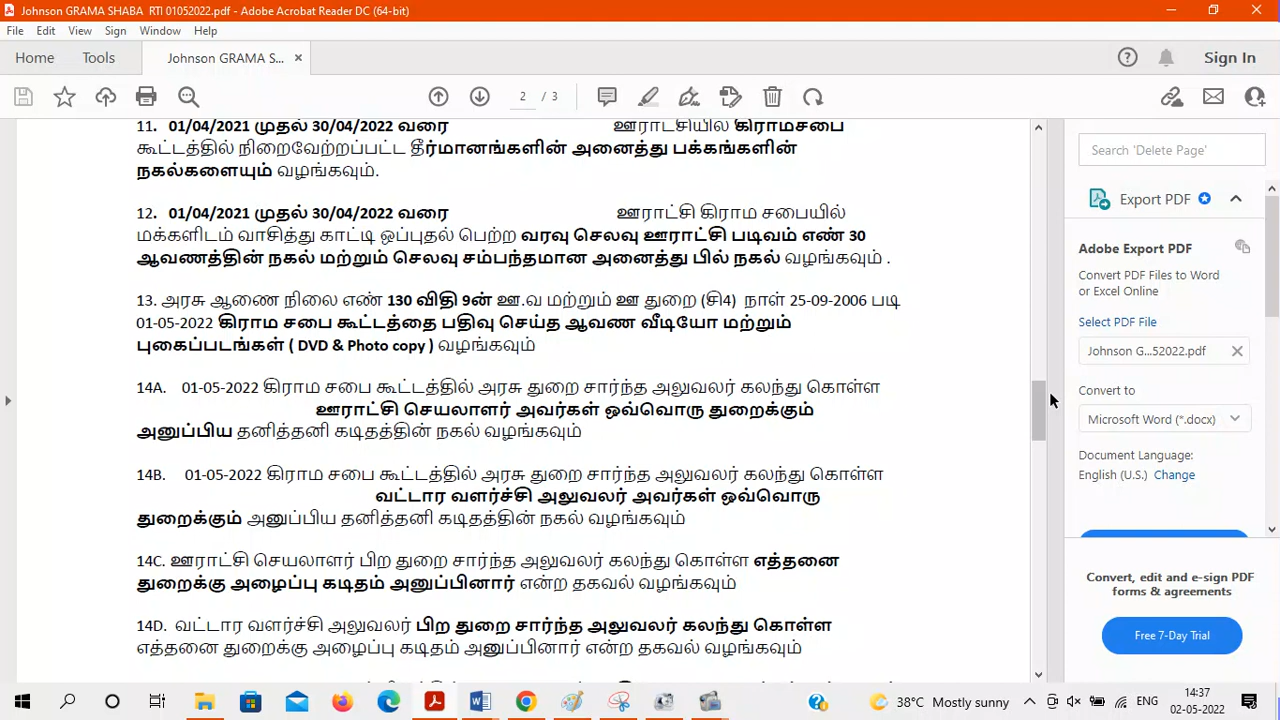 Johnson GRAMA SHABA RTI 01052022.pdf - Adobe Acrobat Reader DC (64-bit)
File Edit View Sign Window Help
Home Tools Johnson GRAMA S... × Sign In
2 / 3
11. 01/04/2021 முதல் 30/04/2022 வரை ஊராட்சியில் கிராமசபை
கூட்டத்தில் நிறைவேற்றப்பட்ட தீர்மானங்களின் அனைத்து பக்கங்களின்
நகல்களையும் வழங்கவும்.
12. 01/04/2021 முதல் 30/04/2022 வரை ஊராட்சி கிராம சபையில்
மக்களிடம் வாசித்து காட்டி ஒப்புதல் பெற்ற வரவு செலவு ஊராட்சி படிவம் எண் 30
ஆவணத்தின் நகல் மற்றும் செலவு சம்பந்தமான அனைத்து பில் நகல் வழங்கவும் .
13. அரசு ஆணை நிலை எண் 130 விதி 9ன் ஊ.வ மற்றும் ஊ துறை (சி4) நாள் 25-09-2006 படி
01-05-2022 கிராம சபை கூட்டத்தை பதிவு செய்த ஆவண வீடியோ மற்றும்
புகைப்படங்கள் ( DVD & Photo copy ) வழங்கவும்
14A. 01-05-2022 கிராம சபை கூட்டத்தில் அரசு துறை சார்ந்த அலுவலர் கலந்து கொள்ள
ஊராட்சி செயலாளர் அவர்கள் ஒவ்வொரு துறைக்கும்
அனுப்பிய தனித்தனி கடிதத்தின் நகல் வழங்கவும்
14B. 01-05-2022 கிராம சபை கூட்டத்தில் அரசு துறை சார்ந்த அலுவலர் கலந்து கொள்ள
வட்டார வளர்ச்சி அலுவலர் அவர்கள் ஒவ்வொரு
துறைக்கும் அனுப்பிய தனித்தனி கடிதத்தின் நகல் வழங்கவும்
14C. ஊராட்சி செயலாளர் பிற துறை சார்ந்த அலுவலர் கலந்து கொள்ள எத்தனை
துறைக்கு அழைப்பு கடிதம் அனுப்பினார் என்ற தகவல் வழங்கவும்
14D. வட்டார வளர்ச்சி அலுவலர் பிற துறை சார்ந்த அலுவலர் கலந்து கொள்ள
எத்தனை துறைக்கு அழைப்பு கடிதம் அனுப்பினார் என்ற தகவல் வழங்கவும்
Search 'Delete Page'
Export PDF
Adobe Export PDF
Convert PDF Files to Word
or Excel Online
Select PDF File
Johnson G...52022.pdf
Convert to
Microsoft Word (*.docx)
Document Language:
English (U.S.) Change
Convert, edit and e-sign PDF
forms & agreements
Free 7-Day Trial
38°C Mostly sunny ENG 14:37
02-05-2022